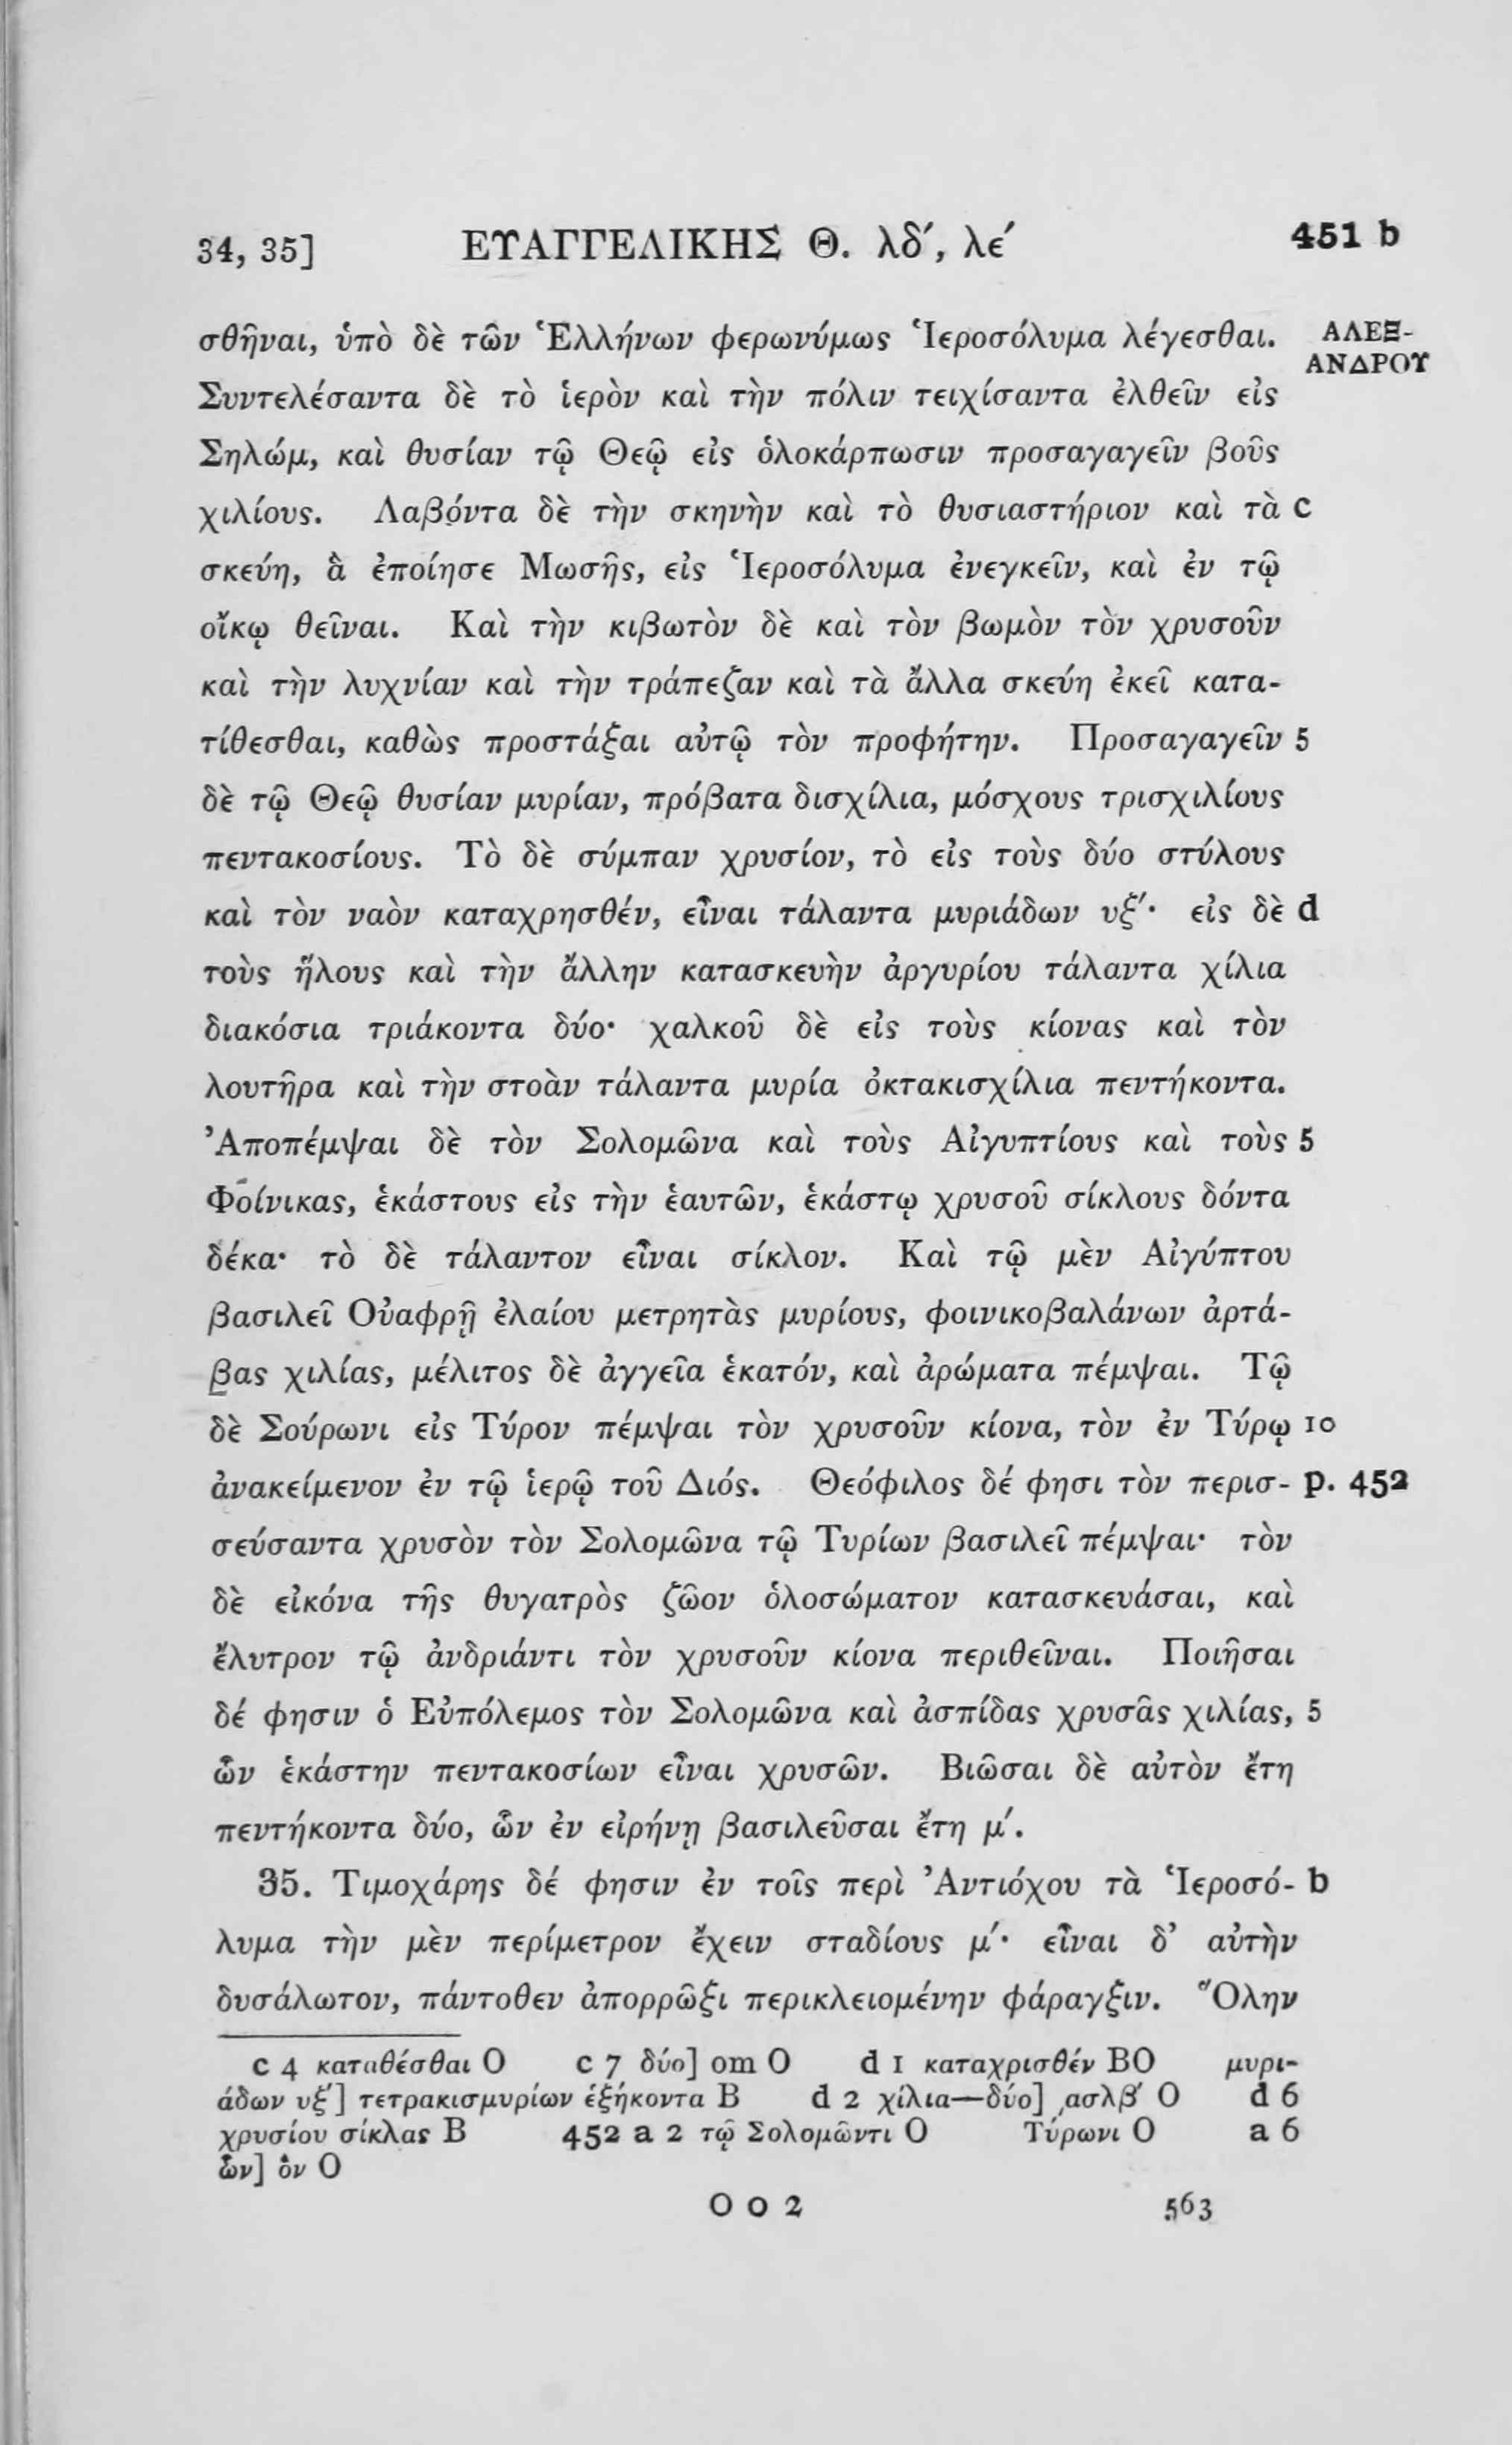 34, 35] ΕΥΑΓΓΕΛΙΚΗΣ Θ. λδ′, λε′ 451 b
σθῆναι, ὑπὸ δὲ τῶν Ἑλλήνων φερωνύμως Ἱεροσόλυμα λέγεσθαι. ΑΛΕΞ-
ΑΝΔΡΟΥ
Συντελέσαντα δὲ τὸ ἱερὸν καὶ τὴν πόλιν τειχίσαντα ἐλθεῖν εἰς
Σηλώμ, καὶ θυσίαν τῷ Θεῷ εἰς ὁλοκάρπωσιν προσαγαγεῖν βοῦς
χιλίους. Λαβόντα δὲ τὴν σκηνὴν καὶ τὸ θυσιαστήριον καὶ τὰ c
σκεύη, ἃ ἐποίησε Μωσῆς, εἰς Ἱεροσόλυμα ἐνεγκεῖν, καὶ ἐν τῷ
οἴκῳ θεῖναι. Καὶ τὴν κιβωτὸν δὲ καὶ τὸν βωμὸν τὸν χρυσοῦν
καὶ τὴν λυχνίαν καὶ τὴν τράπεζαν καὶ τὰ ἄλλα σκεύη ἐκεῖ κατα-
τίθεσθαι, καθὼς προστάξαι αὐτῷ τὸν προφήτην. Προσαγαγεῖν 5
δὲ τῷ Θεῷ θυσίαν μυρίαν, πρόβατα δισχίλια, μόσχους τρισχιλίους
πεντακοσίους. Τὸ δὲ σύμπαν χρυσίον, τὸ εἰς τοὺς δύο στύλους
καὶ τὸν ναὸν καταχρησθέν, εἶναι τάλαντα μυριάδων υξ′· εἰς δὲ d
τοὺς ἥλους καὶ τὴν ἄλλην κατασκευὴν ἀργυρίου τάλαντα χίλια
διακόσια τριάκοντα δύο· χαλκοῦ δὲ εἰς τοὺς κίονας καὶ τὸν
λουτῆρα καὶ τὴν στοὰν τάλαντα μυρία ὀκτακισχίλια πεντήκοντα.
Ἀποπέμψαι δὲ τὸν Σολομῶνα καὶ τοὺς Αἰγυπτίους καὶ τοὺς 5
Φοίνικας, ἑκάστους εἰς τὴν ἑαυτῶν, ἑκάστῳ χρυσοῦ σίκλους δόντα
δέκα· τὸ δὲ τάλαντον εἶναι σίκλον. Καὶ τῷ μὲν Αἰγύπτου
βασιλεῖ Οὐαφρῇ ἐλαίου μετρητὰς μυρίους, φοινικοβαλάνων ἀρτά-
βας χιλίας, μέλιτος δὲ ἀγγεῖα ἑκατόν, καὶ ἀρώματα πέμψαι. Τῷ
δὲ Σούρωνι εἰς Τύρον πέμψαι τὸν χρυσοῦν κίονα, τὸν ἐν Τύρῳ 10
ἀνακείμενον ἐν τῷ ἱερῷ τοῦ Διός. Θεόφιλος δέ φησι τὸν περισ- p. 452
σεύσαντα χρυσὸν τὸν Σολομῶνα τῷ Τυρίων βασιλεῖ πέμψαι· τὸν
δὲ εἰκόνα τῆς θυγατρὸς ζῶον ὁλοσώματον κατασκευάσαι, καὶ
ἔλυτρον τῷ ἀνδριάντι τὸν χρυσοῦν κίονα περιθεῖναι. Ποιῆσαι
δέ φησιν ὁ Εὐπόλεμος τὸν Σολομῶνα καὶ ἀσπίδας χρυσᾶς χιλίας, 5
ὧν ἑκάστην πεντακοσίων εἶναι χρυσῶν. Βιῶσαι δὲ αὐτὸν ἔτη
πεντήκοντα δύο, ὧν ἐν εἰρήνῃ βασιλεῦσαι ἔτη μ′.
35. Τιμοχάρης δέ φησιν ἐν τοῖς περὶ Ἀντιόχου τὰ Ἱεροσό- b
λυμα τὴν μὲν περίμετρον ἔχειν σταδίους μ′· εἶναι δ’ αὐτὴν
δυσάλωτον, πάντοθεν ἀπορρῶξι περικλειομένην φάραγξιν. Ὅλην
c 4 καταθέσθαι O c 7 δύο] om O d 1 καταχρισθέν BO μυρι-
άδων υξ′] τετρακισμυρίων ἑξήκοντα B d 2 χίλια—δύο] ͵ασλβ′ O d 6
χρυσίου σίκλας B 452 a 2 τῷ Σολομῶντι O Τύρωνι O a 6
ὧν] ὃν O
O o 2 563